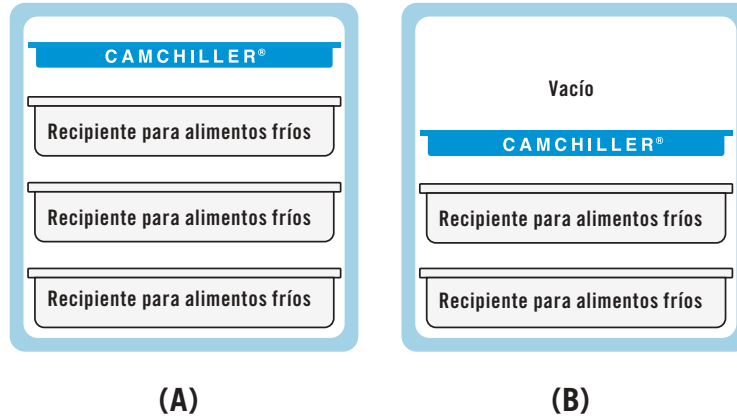 CAMCHILLER®
Recipiente para alimentos fríos
Recipiente para alimentos fríos
Recipiente para alimentos fríos
(A)
Vacío
CAMCHILLER®
Recipiente para alimentos fríos
Recipiente para alimentos fríos
(B)